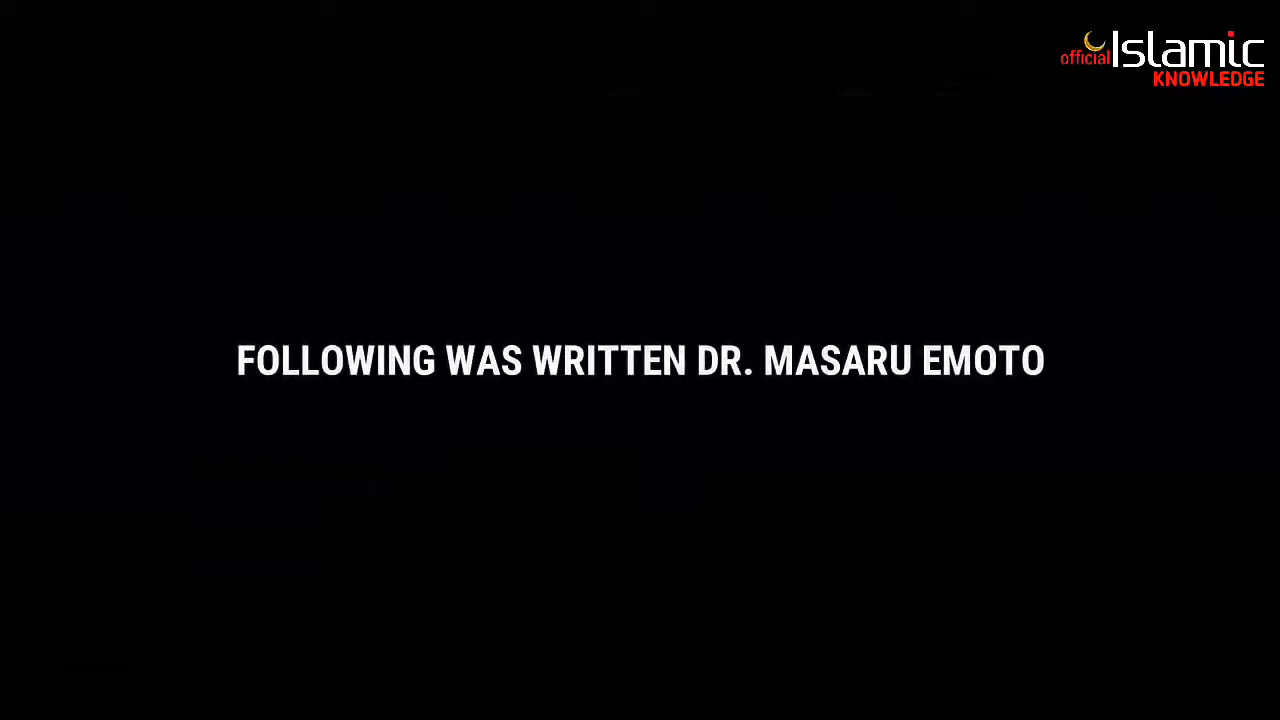 official Islamic
KNOWLEDGE
FOLLOWING WAS WRITTEN DR. MASARU EMOTO